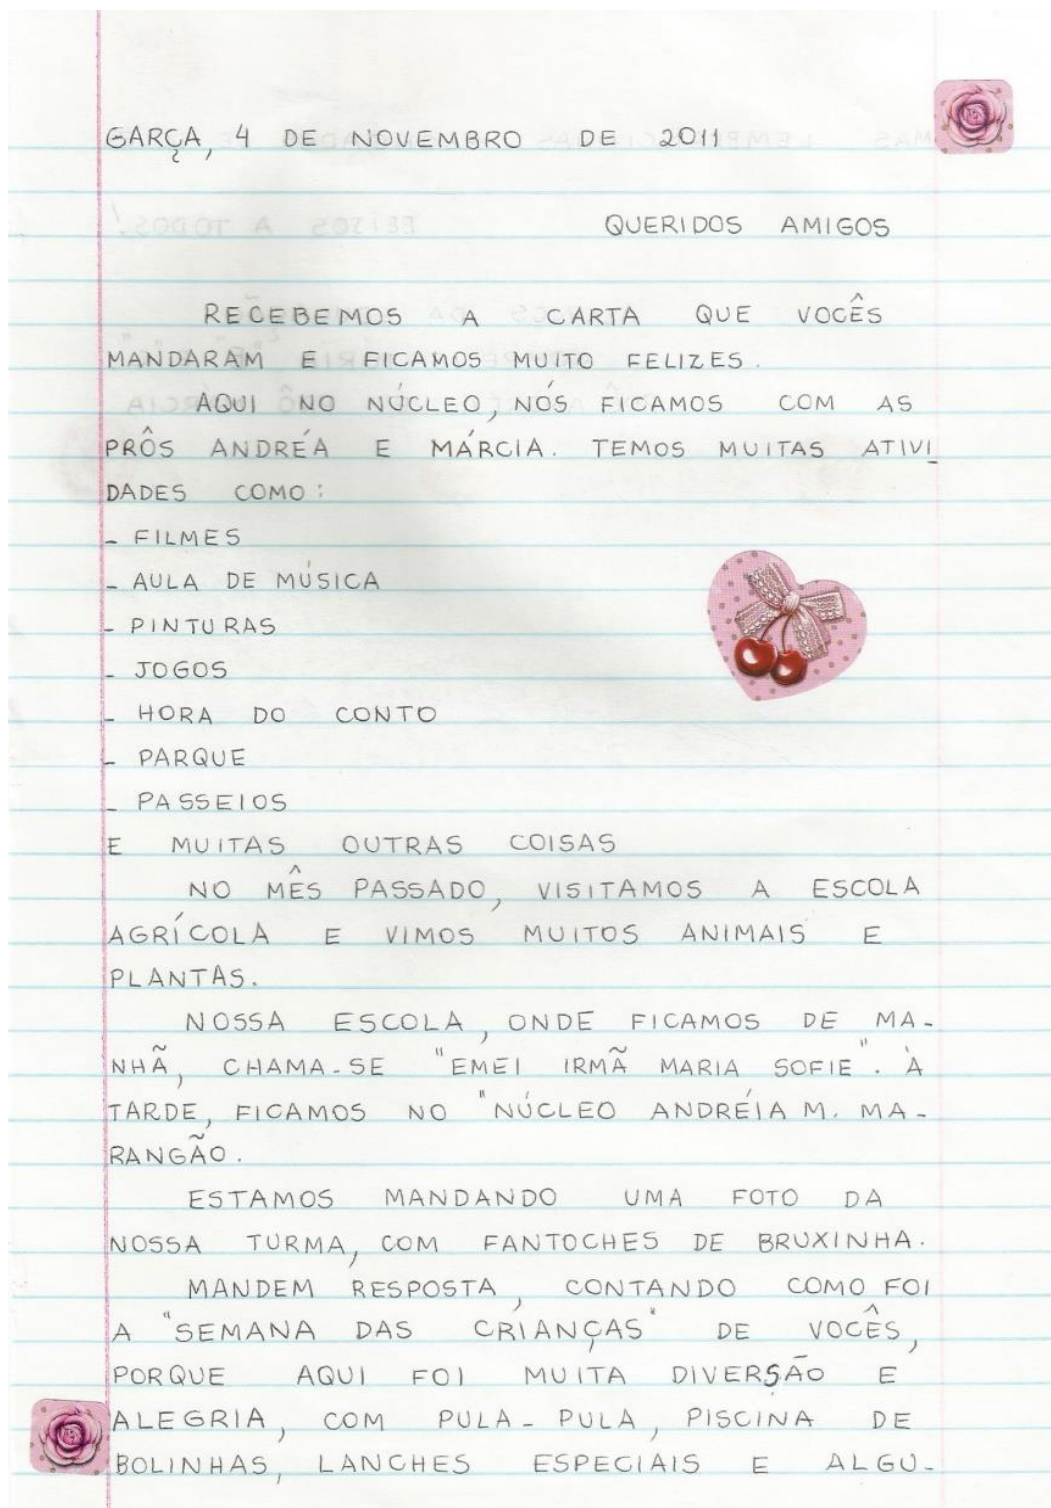 GARÇA, 4 DE NOVEMBRO DE 2011
QUERIDOS AMIGOS
RECEBEMOS A CARTA QUE VOCÊS
MANDARAM E FICAMOS MUITO FELIZES.
AQUI NO NÚCLEO, NÓS FICAMOS COM AS
PRÔS ANDRÉA E MÁRCIA. TEMOS MUITAS ATIVI_
DADES COMO:
- FILMES
- AULA DE MÚSICA
- PINTURAS
- JOGOS
- HORA DO CONTO
- PARQUE
- PASSEIOS
E MUITAS OUTRAS COISAS
NO MÊS PASSADO, VISITAMOS A ESCOLA
AGRÍCOLA E VIMOS MUITOS ANIMAIS E
PLANTAS.
NOSSA ESCOLA, ONDE FICAMOS DE MA-
NHÃ, CHAMA-SE "EMEI IRMÃ MARIA SOFIE". À
TARDE, FICAMOS NO "NÚCLEO ANDRÉIA M. MA-
RANGÃO.
ESTAMOS MANDANDO UMA FOTO DA
NOSSA TURMA, COM FANTOCHES DE BRUXINHA.
MANDEM RESPOSTA, CONTANDO COMO FOI
A "SEMANA DAS CRIANÇAS" DE VOCÊS,
PORQUE AQUI FOI MUITA DIVERSÃO E
ALEGRIA, COM PULA-PULA, PISCINA DE
BOLINHAS, LANCHES ESPECIAIS E ALGU-